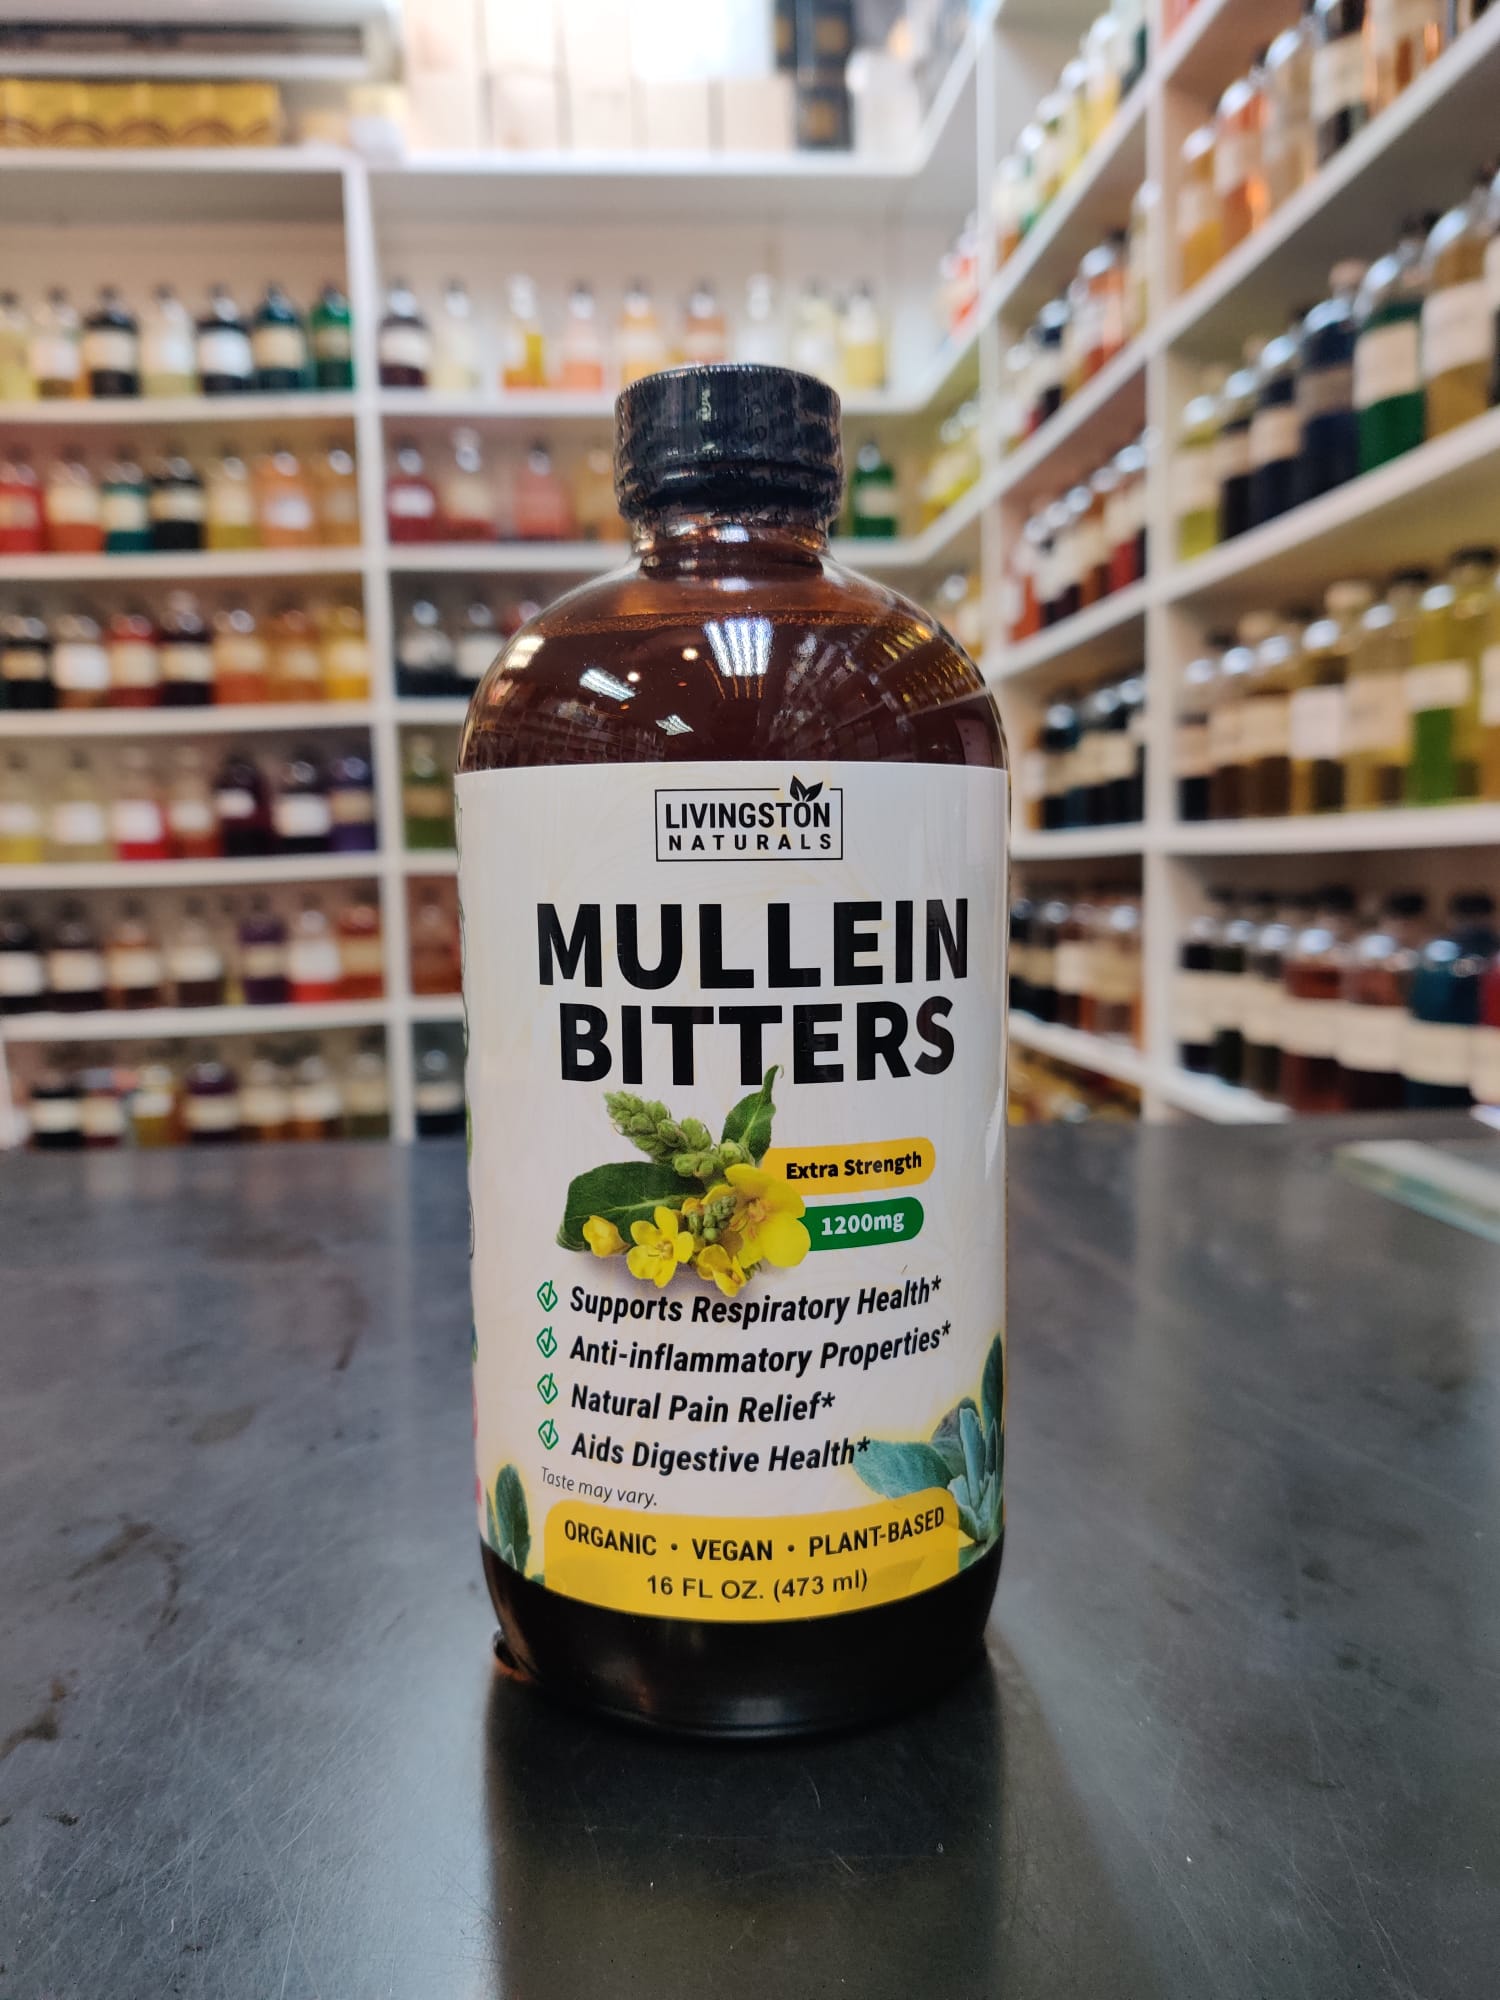 LIVINGSTON
NATURALS
MULLEIN
BITTERS
Extra Strength
1200mg
Supports Respiratory Health*
Anti-inflammatory Properties*
Natural Pain Relief*
Aids Digestive Health*
Taste may vary.
ORGANIC • VEGAN • PLANT-BASED
16 FL OZ. (473 ml)